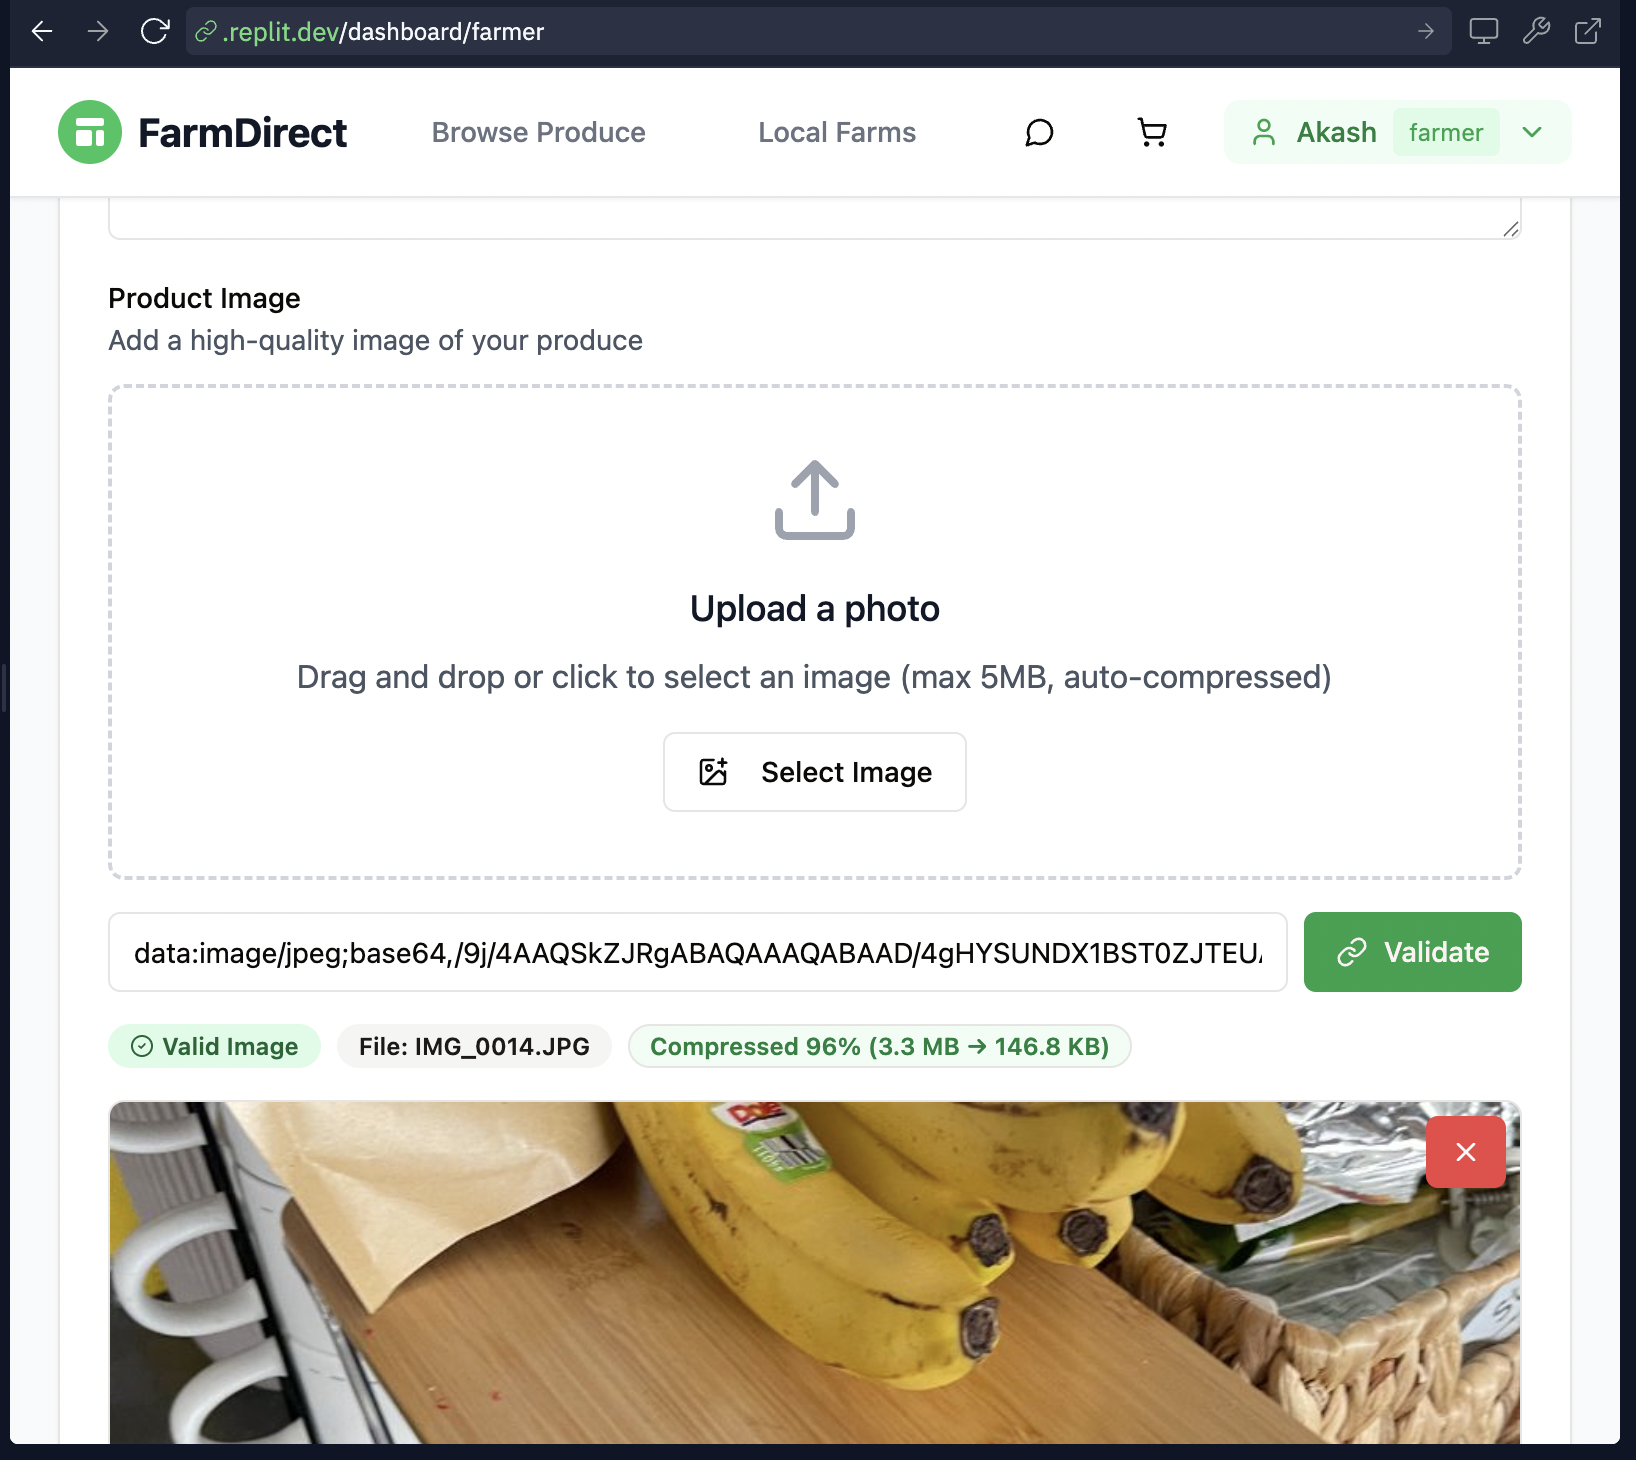 .replit.dev/dashboard/farmer
FarmDirect
Browse Produce
Local Farms
Akash
farmer
Product Image
Add a high-quality image of your produce
Upload a photo
Drag and drop or click to select an image (max 5MB, auto-compressed)
Select Image
data:image/jpeg;base64,/9j/4AAQSkZJRgABAQAAAQABAAD/4gHYSUNDX1BST0ZJTEU
Validate
Valid Image
File: IMG_0014.JPG
Compressed 96% (3.3 MB → 146.8 KB)
Dole